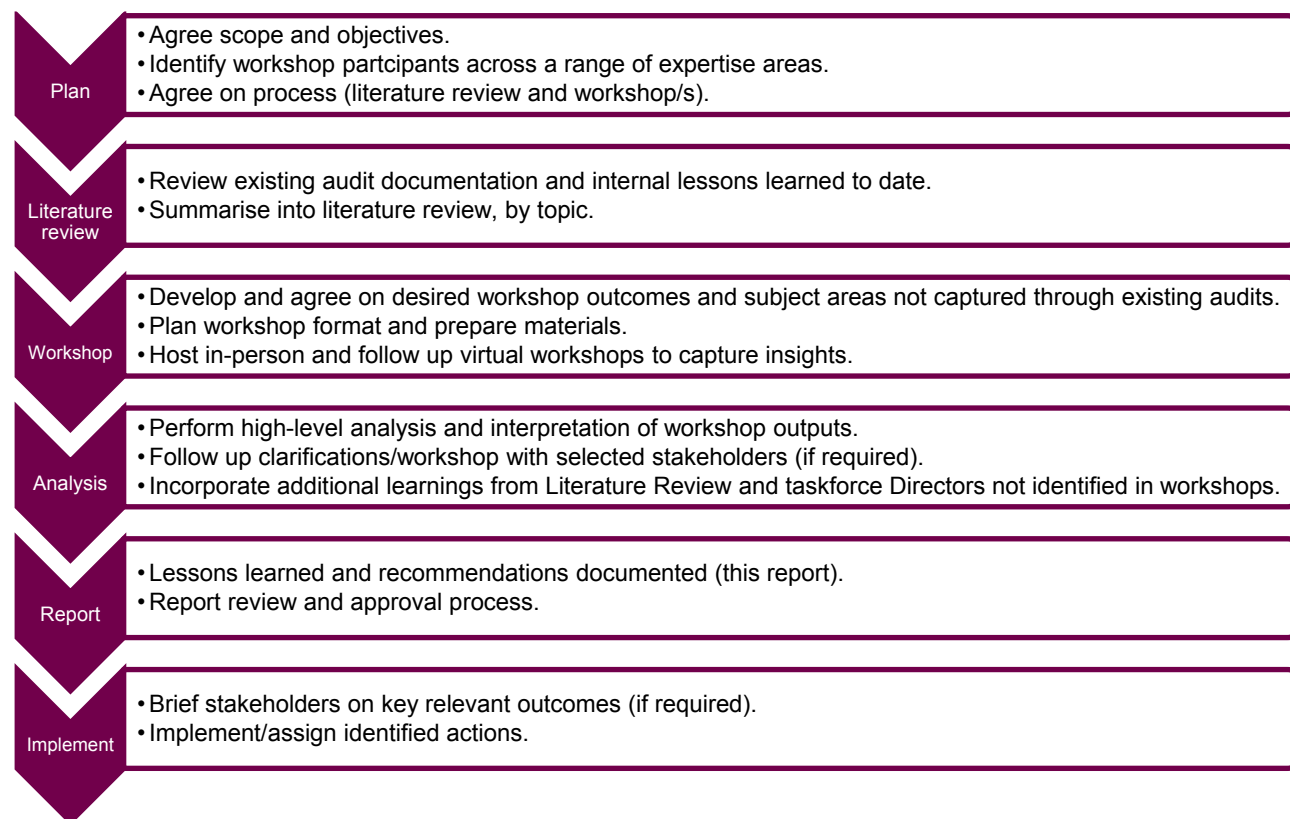 Plan
•Agree scope and objectives.
•Identify workshop partcipants across a range of expertise areas.
•Agree on process (literature review and workshop/s).
Literature
review
•Review existing audit documentation and internal lessons learned to date.
•Summarise into literature review, by topic.
Workshop
•Develop and agree on desired workshop outcomes and subject areas not captured through existing audits.
•Plan workshop format and prepare materials.
•Host in-person and follow up virtual workshops to capture insights.
Analysis
•Perform high-level analysis and interpretation of workshop outputs.
•Follow up clarifications/workshop with selected stakeholders (if required).
•Incorporate additional learnings from Literature Review and taskforce Directors not identified in workshops.
Report
•Lessons learned and recommendations documented (this report).
•Report review and approval process.
Implement
•Brief stakeholders on key relevant outcomes (if required).
•Implement/assign identified actions.